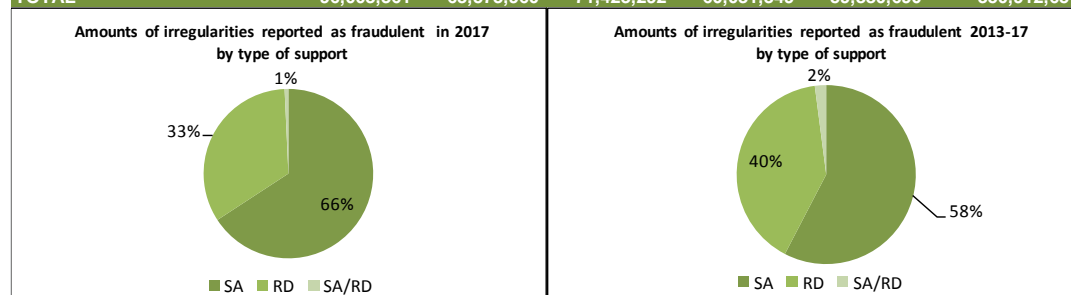 Amounts of irregularities reported as fraudulent in 2017
by type of support
1%
33%
66%
SA RD SA/RD
Amounts of irregularities reported as fraudulent 2013-17
by type of support
2%
40%
58%
SA RD SA/RD